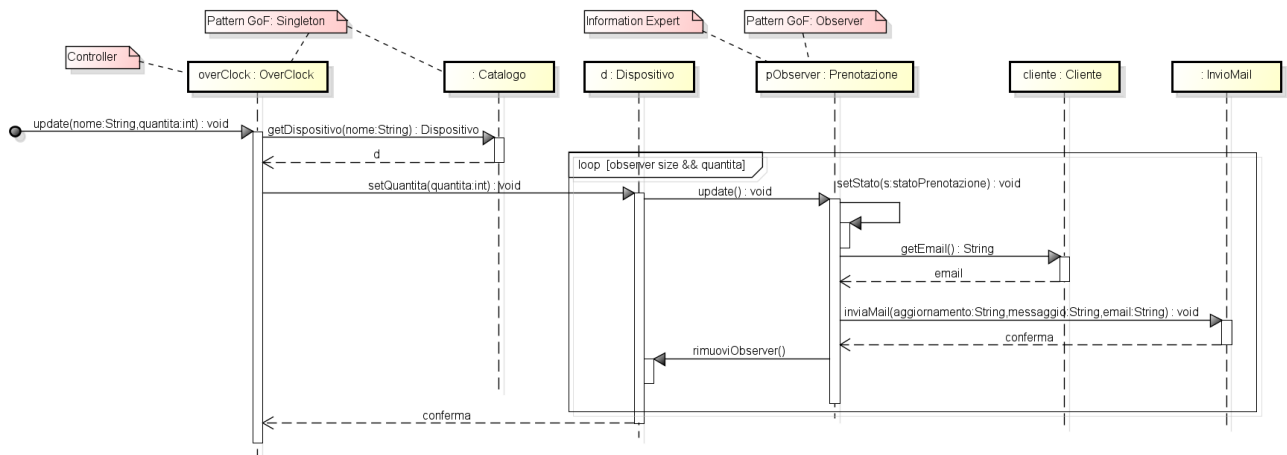 Pattern GoF: Singleton
Information Expert
Pattern GoF: Observer
Controller
overClock : OverClock
: Catalogo
d : Dispositivo
pObserver : Prenotazione
cliente : Cliente
: InvioMail
update(nome:String,quantita:int) : void
getDispositivo(nome:String) : Dispositivo
d
loop [observer size && quantita]
setQuantita(quantita:int) : void
update() : void
setStato(s:statoPrenotazione) : void
getEmail() : String
email
inviaMail(aggiornamento:String,messaggio:String,email:String) : void
conferma
rimuoviObserver()
conferma